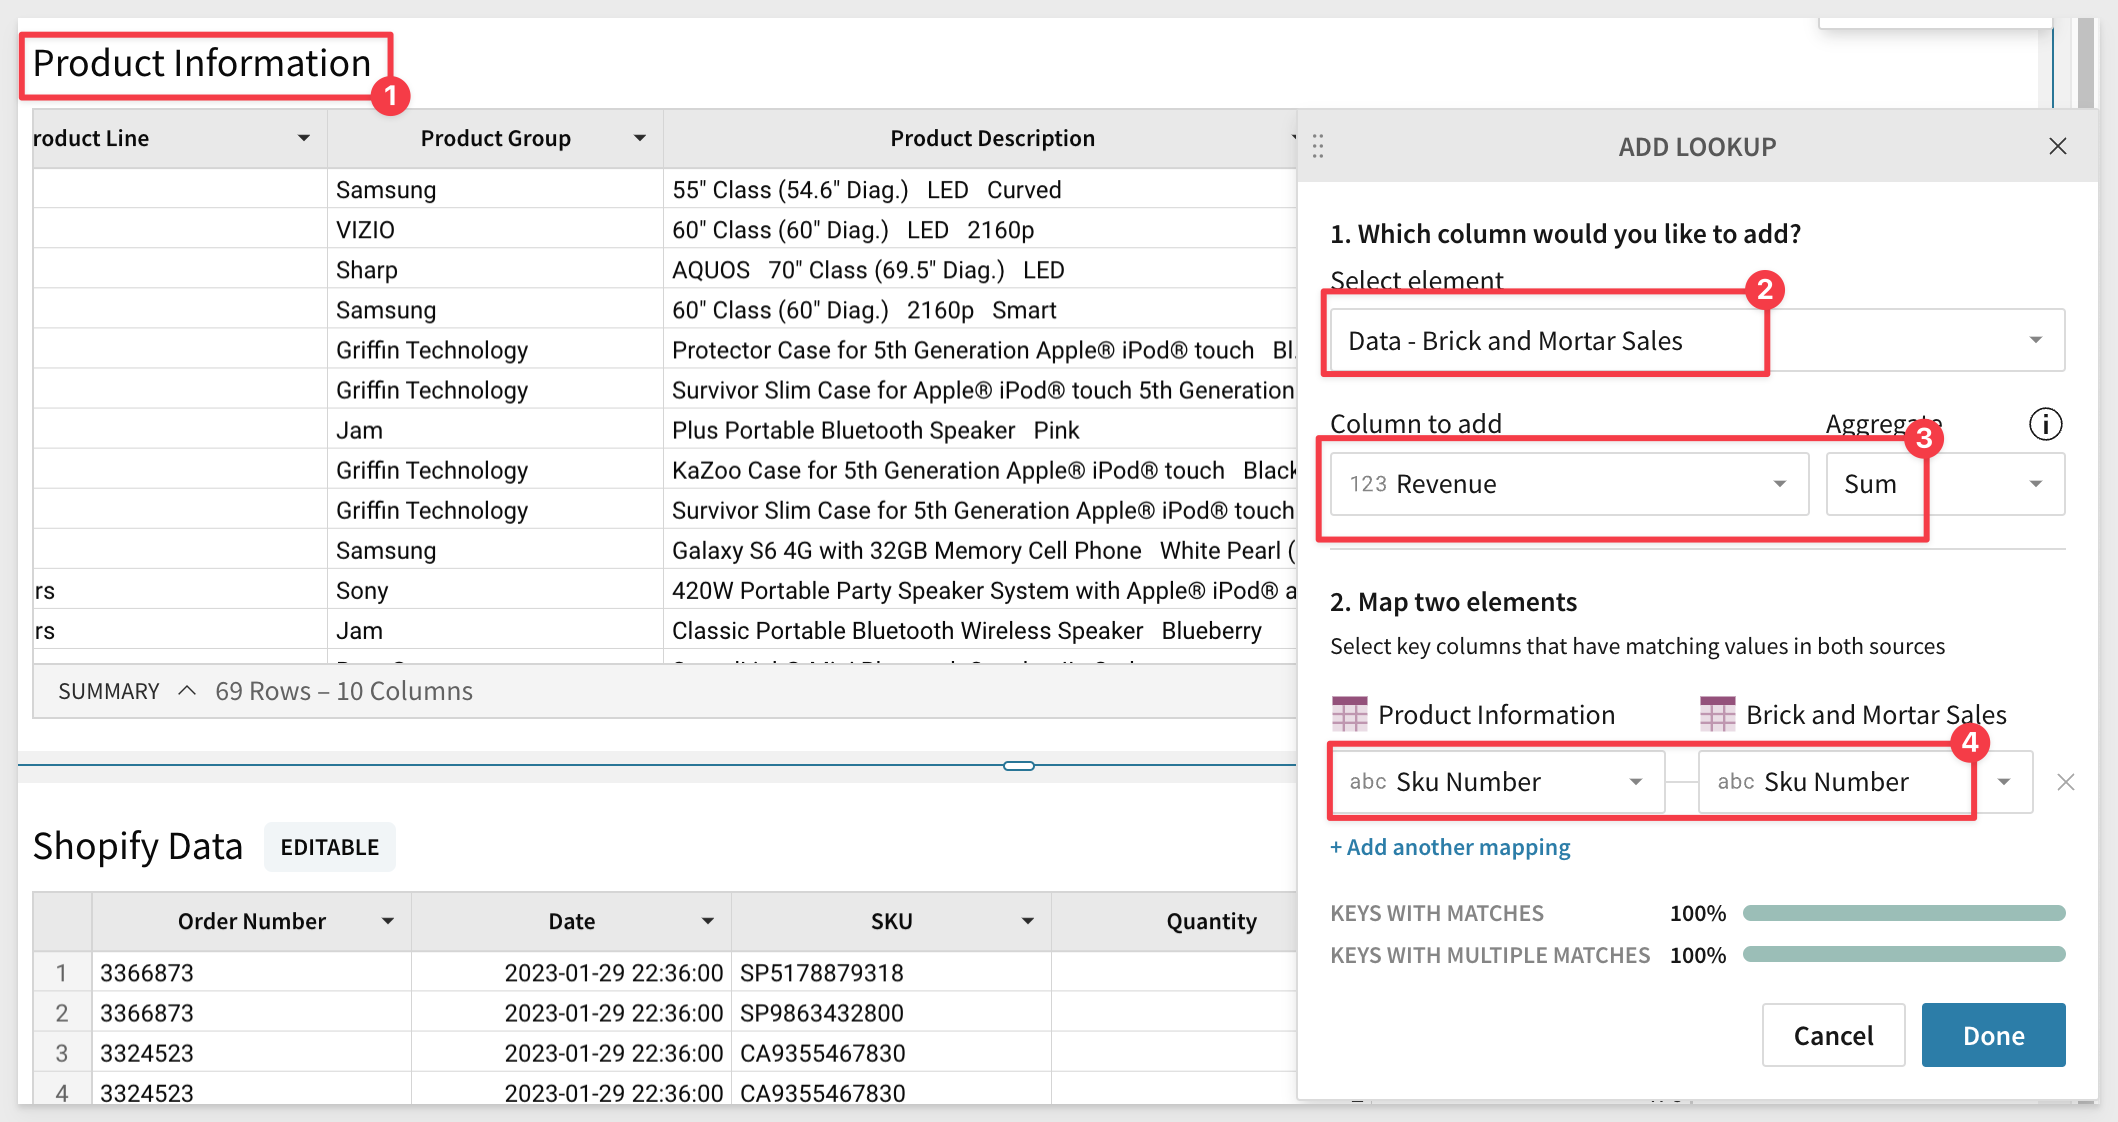 Product Information
1
roduct Line Product Group Product Description
Samsung 55" Class (54.6" Diag.) LED Curved
VIZIO 60" Class (60" Diag.) LED 2160p
Sharp AQUOS 70" Class (69.5" Diag.) LED
Samsung 60" Class (60" Diag.) 2160p Smart
Griffin Technology Protector Case for 5th Generation Apple® iPod® touch Bl.
Griffin Technology Survivor Slim Case for Apple® iPod® touch 5th Generation
Jam Plus Portable Bluetooth Speaker Pink
Griffin Technology KaZoo Case for 5th Generation Apple® iPod® touch Black
Griffin Technology Survivor Slim Case for 5th Generation Apple® iPod® touch
Samsung Galaxy S6 4G with 32GB Memory Cell Phone White Pearl (
rs Sony 420W Portable Party Speaker System with Apple® iPod® a
rs Jam Classic Portable Bluetooth Wireless Speaker Blueberry
SUMMARY 69 Rows – 10 Columns
Shopify Data EDITABLE
Order Number Date SKU Quantity
1 3366873 2023-01-29 22:36:00 SP5178879318
2 3366873 2023-01-29 22:36:00 SP9863432800
3 3324523 2023-01-29 22:36:00 CA9355467830
4 3324523 2023-01-29 22:36:00 CA9355467830
ADD LOOKUP
1. Which column would you like to add?
Select element
2
Data - Brick and Mortar Sales
Column to add Aggregate i
3
123 Revenue Sum
2. Map two elements
Select key columns that have matching values in both sources
Product Information Brick and Mortar Sales
4
abc Sku Number abc Sku Number
+ Add another mapping
KEYS WITH MATCHES 100%
KEYS WITH MULTIPLE MATCHES 100%
Cancel Done